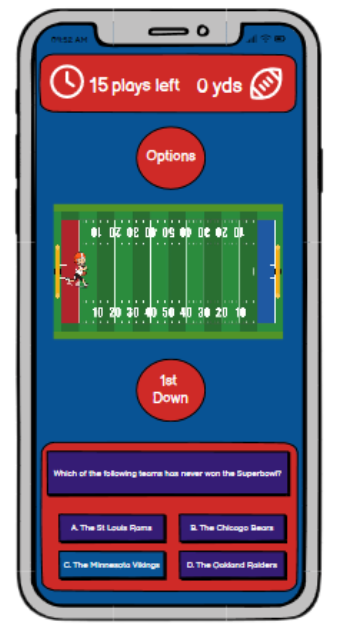 09:52 AM
15 plays left 0 yds
Options
10 20 30 40 50 40 30 20 10
10 20 30 40 50 40 30 20 10
1st
Down
Which of the following teams has never won the Superbowl?
A. The St Louis Rams B. The Chicago Bears
C. The Minnesota Vikings D. The Oakland Raiders